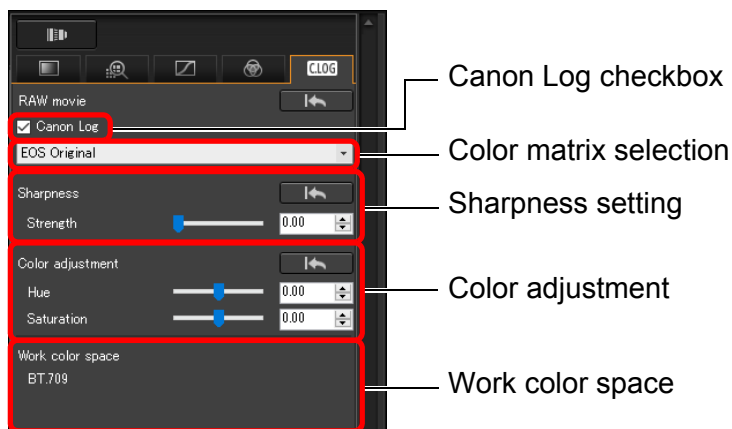 C.LOG
RAW movie
Canon Log
EOS Original
Sharpness
Strength 0.00
Color adjustment
Hue 0.00
Saturation 0.00
Work color space
BT.709
Canon Log checkbox
Color matrix selection
Sharpness setting
Color adjustment
Work color space